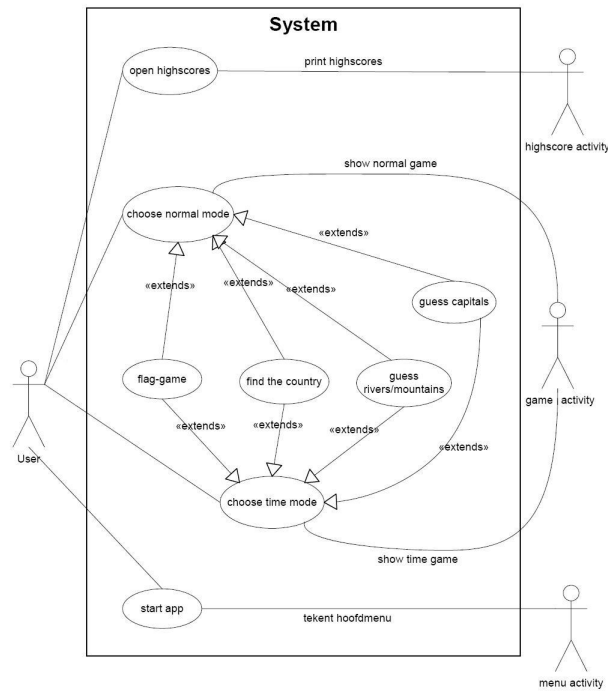 System
open highscores
print highscores
highscore activity
show normal game
choose normal mode
«extends»
«extends»
«extends»
«extends»
guess capitals
flag-game
find the country
guess
rivers/mountains
game activity
User
«extends»
«extends»
«extends»
«extends»
choose time mode
show time game
start app
tekent hoofdmenu
menu activity